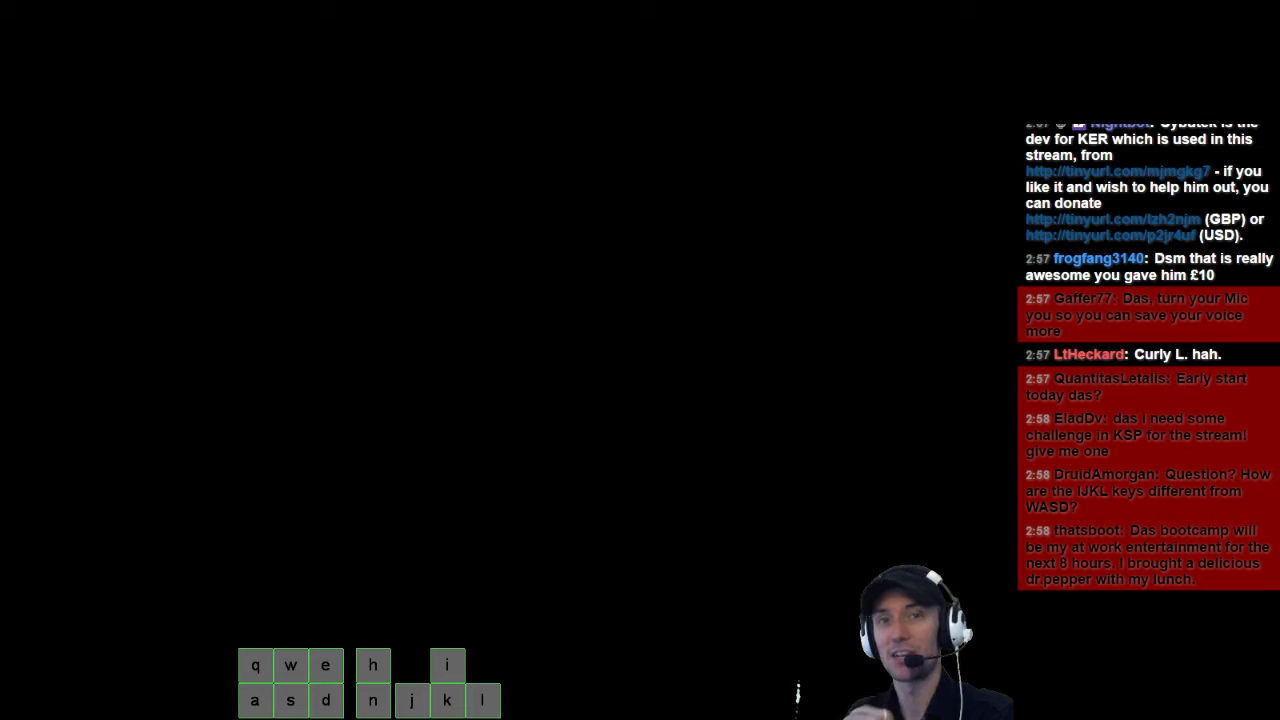 dev for KER which is used in this
stream, from
http://tinyurl.com/mjmgkg7 - if you
like it and wish to help him out, you
can donate
http://tinyurl.com/lzh2njm (GBP) or
http://tinyurl.com/p2jr4uf (USD).
2:57 frogfang3140: Dsm that is really
awesome you gave him £10
2:57 Gaffer77: Das, turn your Mic
you so you can save your voice
more
2:57 LtHeckard: Curly L. hah.
2:57 QuantitasLetalis: Early start
today das?
2:58 EladDv: das i need some
challenge in KSP for the stream!
give me one
2:58 DruidAmorgan: Question? How
are the IJKL keys different from
WASD?
2:58 thatsboot: Das bootcamp will
be my at work entertainment for the
next 8 hours. I brought a delicious
dr.pepper with my lunch.
q w e h i
a s d n j k l